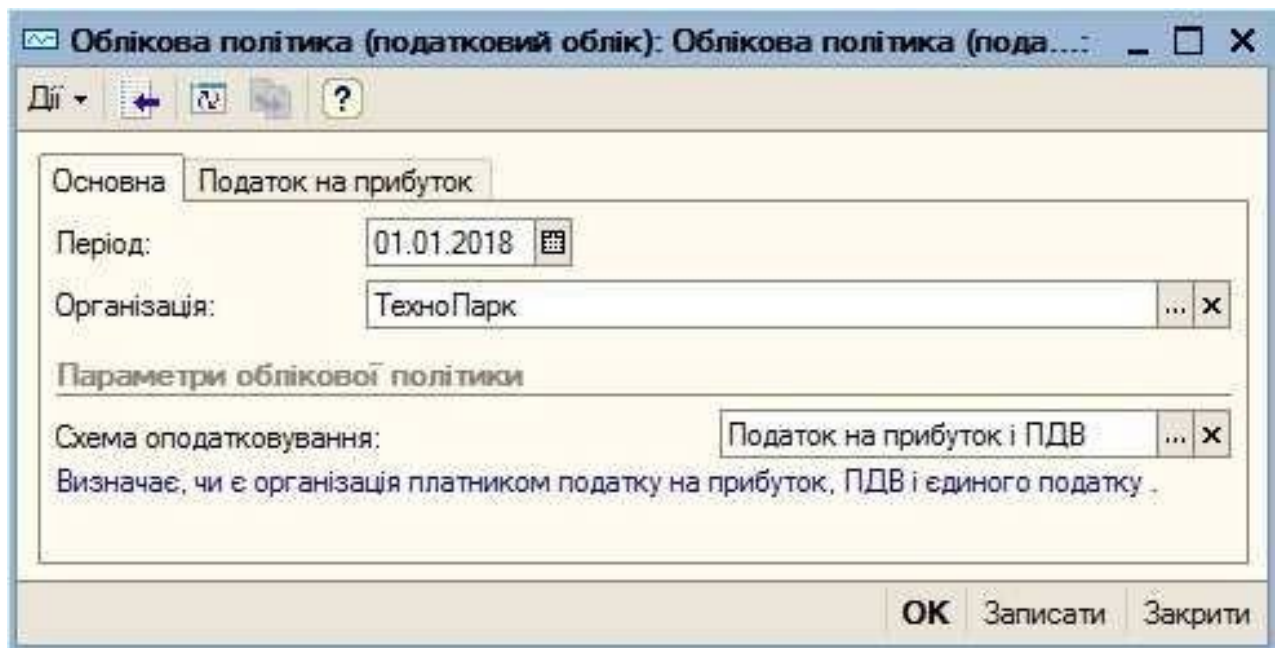 Облікова політика (податковий облік): Облікова політика (пода...:
Дії
Основна Податок на прибуток
Період: 01.01.2018
Організація: ТехноПарк ...
Параметри облікової політики
Схема оподатковування: Податок на прибуток і ПДВ ...
Визначає, чи є організація платником податку на прибуток, ПДВ і єдиного податку .
OK Записати Закрити